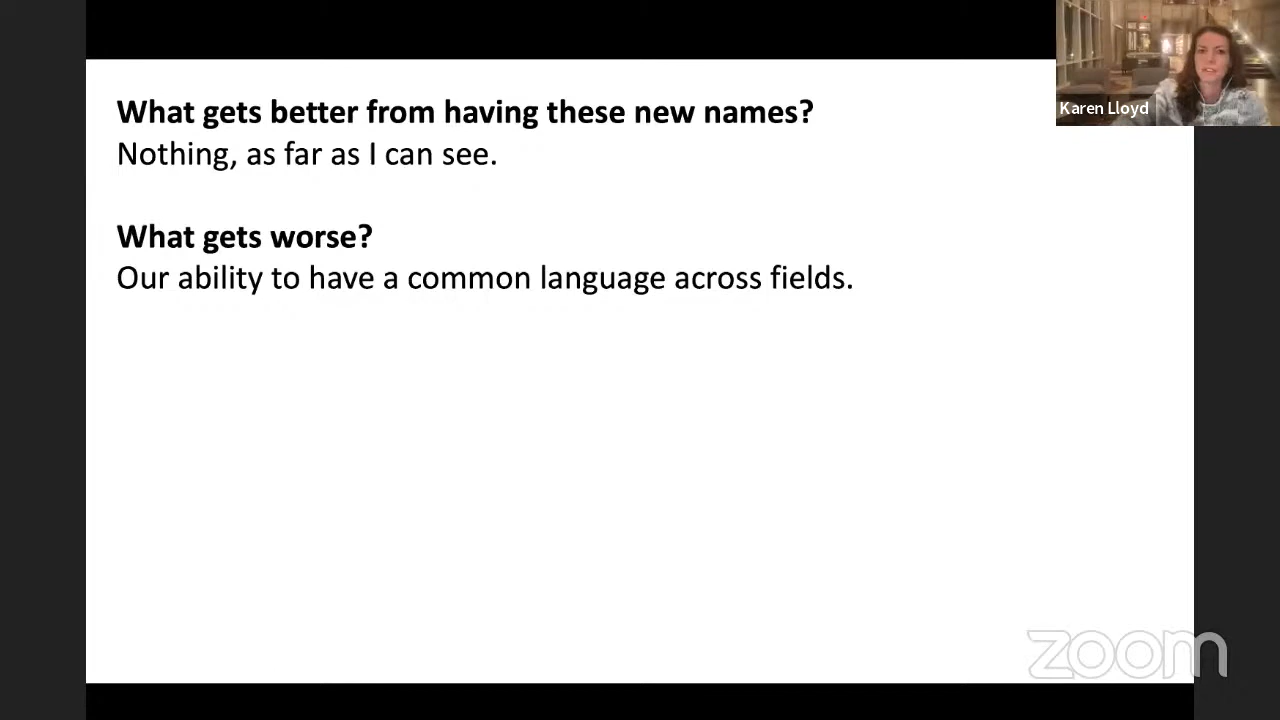 What gets better from having these new names?
Nothing, as far as I can see.
What gets worse?
Our ability to have a common language across fields.
Karen Lloyd
zoom